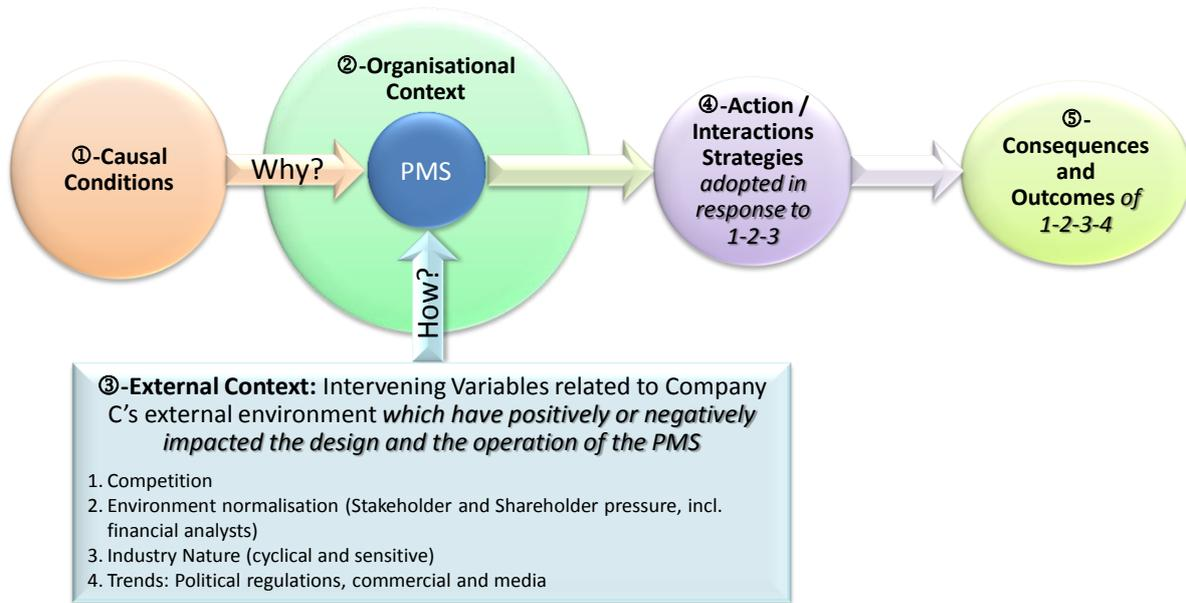 ①-Causal
Conditions
Why?
②-Organisational
Context
PMS
How?
④-Action /
Interactions
Strategies
adopted in
response to
1-2-3
⑤-
Consequences
and
Outcomes of
1-2-3-4
③-External Context: Intervening Variables related to Company
C's external environment which have positively or negatively
impacted the design and the operation of the PMS
1. Competition
2. Environment normalisation (Stakeholder and Shareholder pressure, incl.
financial analysts)
3. Industry Nature (cyclical and sensitive)
4. Trends: Political regulations, commercial and media